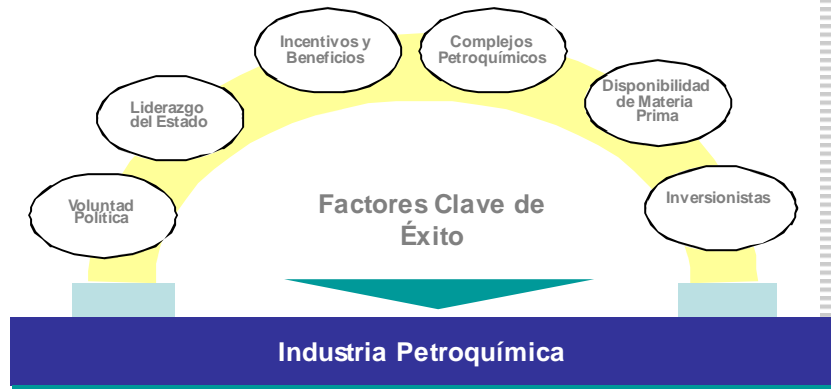 Incentivos y
Beneficios
Complejos
Petroquímicos
Liderazgo
del Estado
Disponibilidad
de Materia
Prima
Voluntad
Política
Inversionistas
Factores Clave de
Éxito
Industria Petroquímica